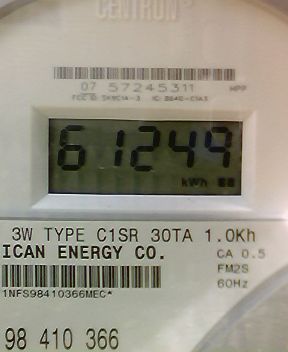 CENTRON®
07 57245311 MPP
61249
kWh
3W TYPE C1SR 30TA 1.0Kh
ICAN ENERGY CO. CA 0.5
FM2S
60Hz
1NFS98410366MEC*
98 410 366